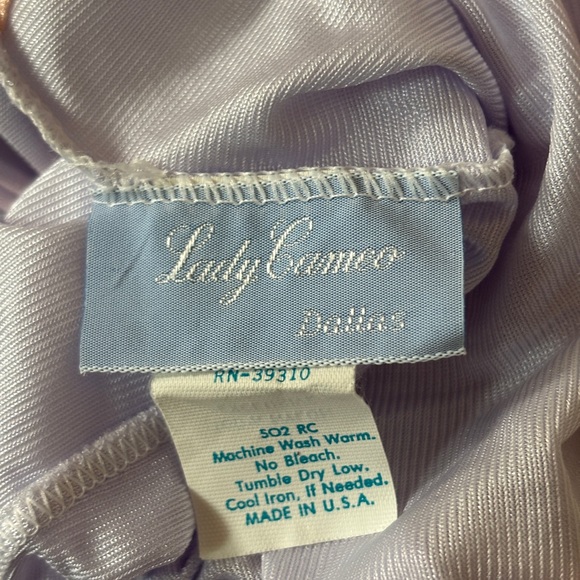 Lady Cameo
Dallas
RN-39310
502 RC
Machine Wash Warm.
No Bleach.
Tumble Dry Low.
Cool Iron, If Needed.
MADE IN U.S.A.